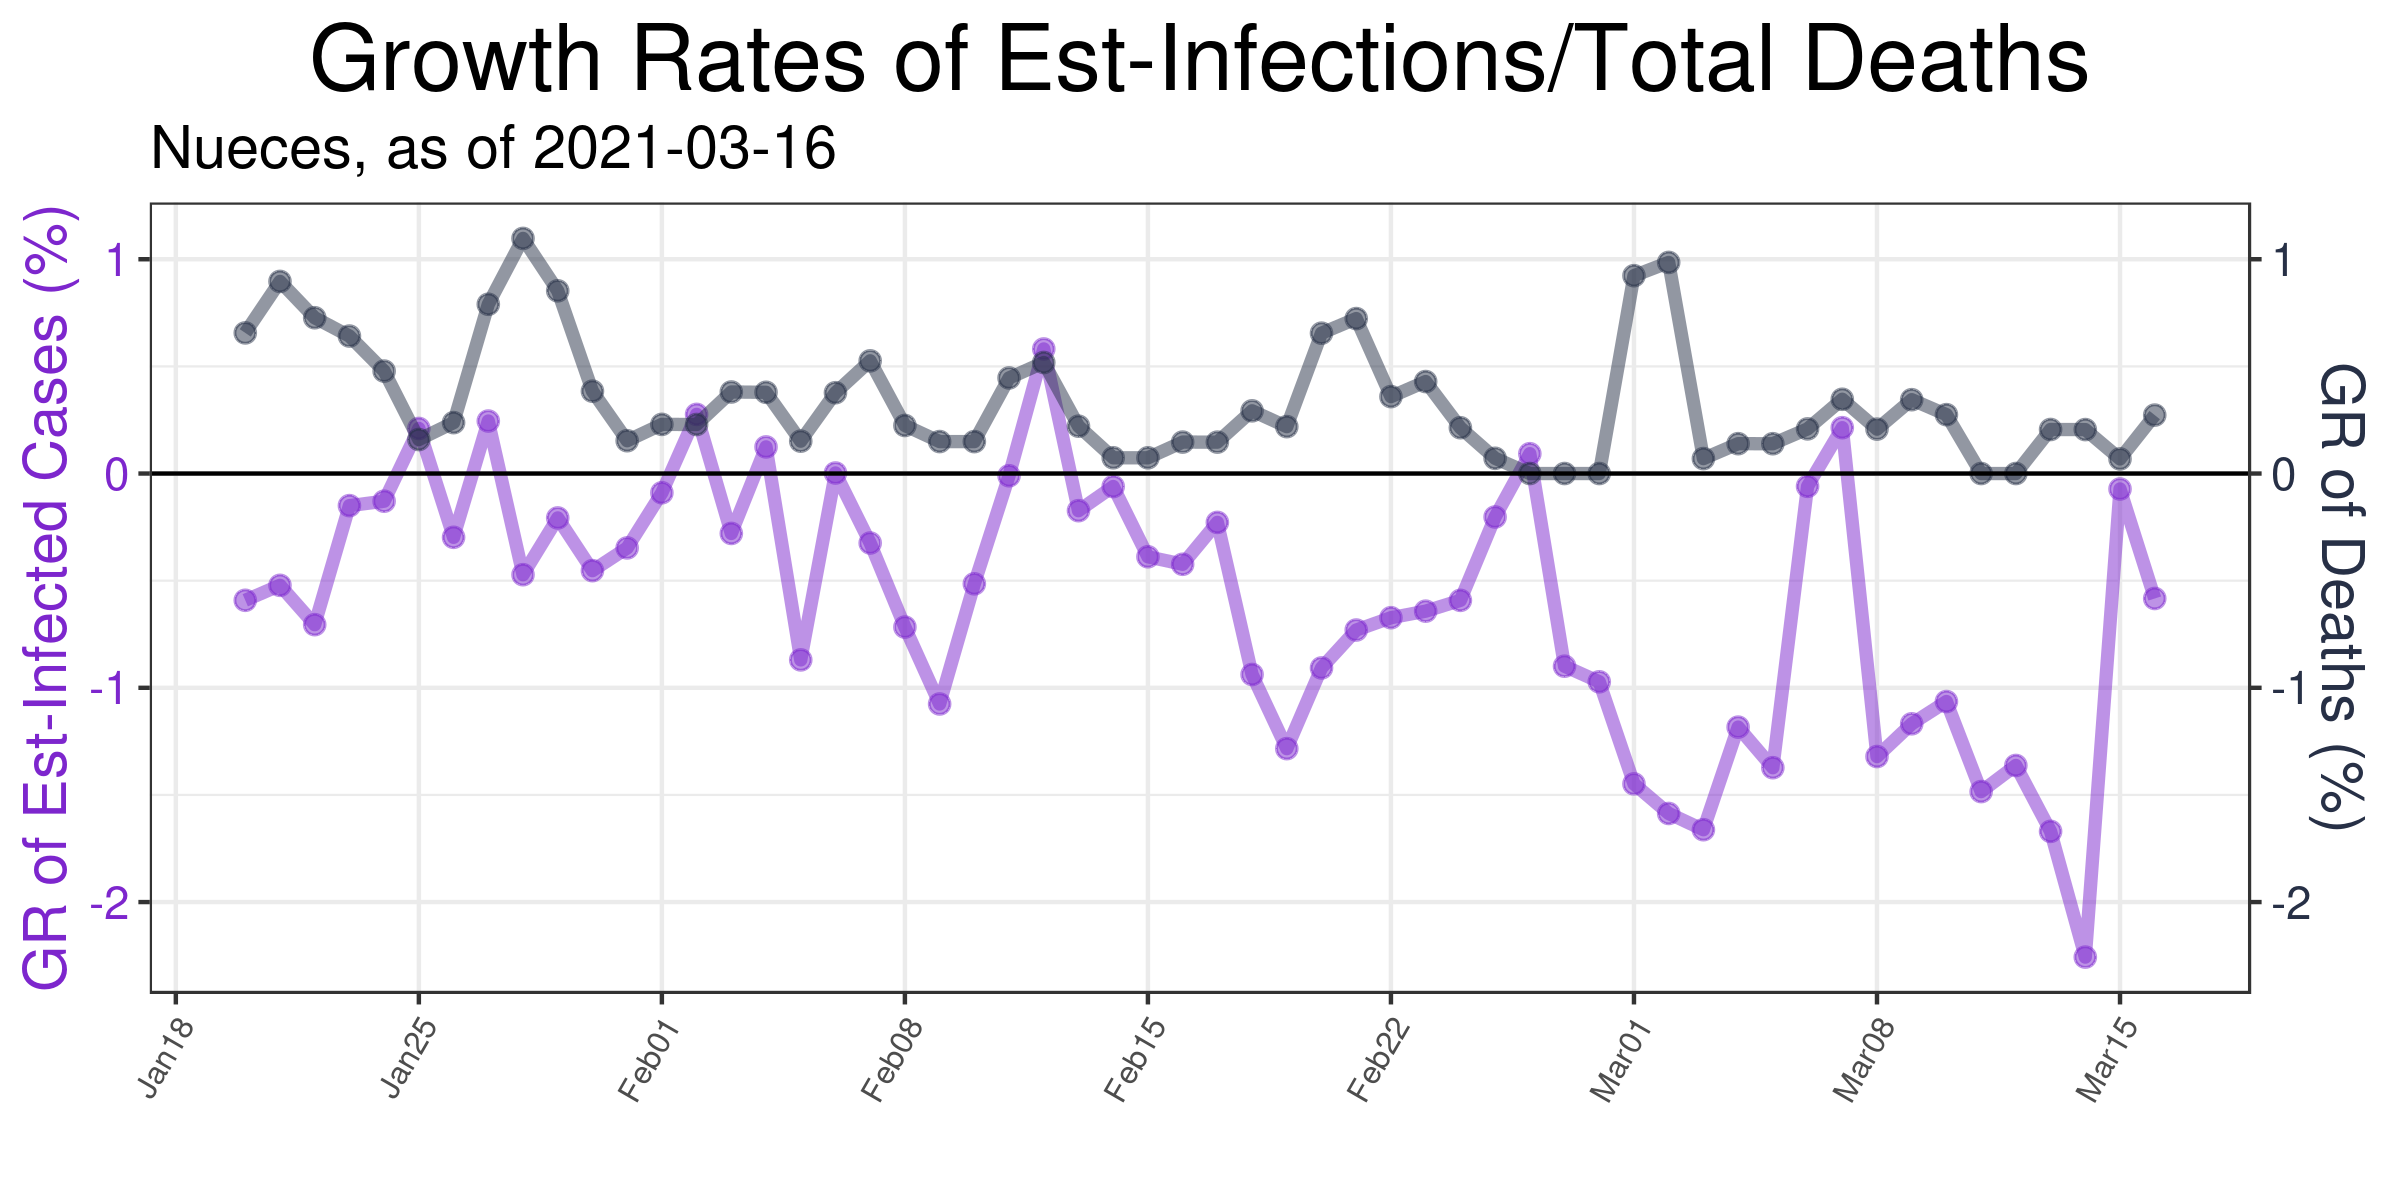 Growth Rates of Est-Infections/Total Deaths
Nueces, as of 2021-03-16
GR of Est-Infected Cases (%)
1
0
-1
-2
1
0
-1
-2
GR of Deaths (%)
Jan18
Jan25
Feb01
Feb08
Feb15
Feb22
Mar01
Mar08
Mar15